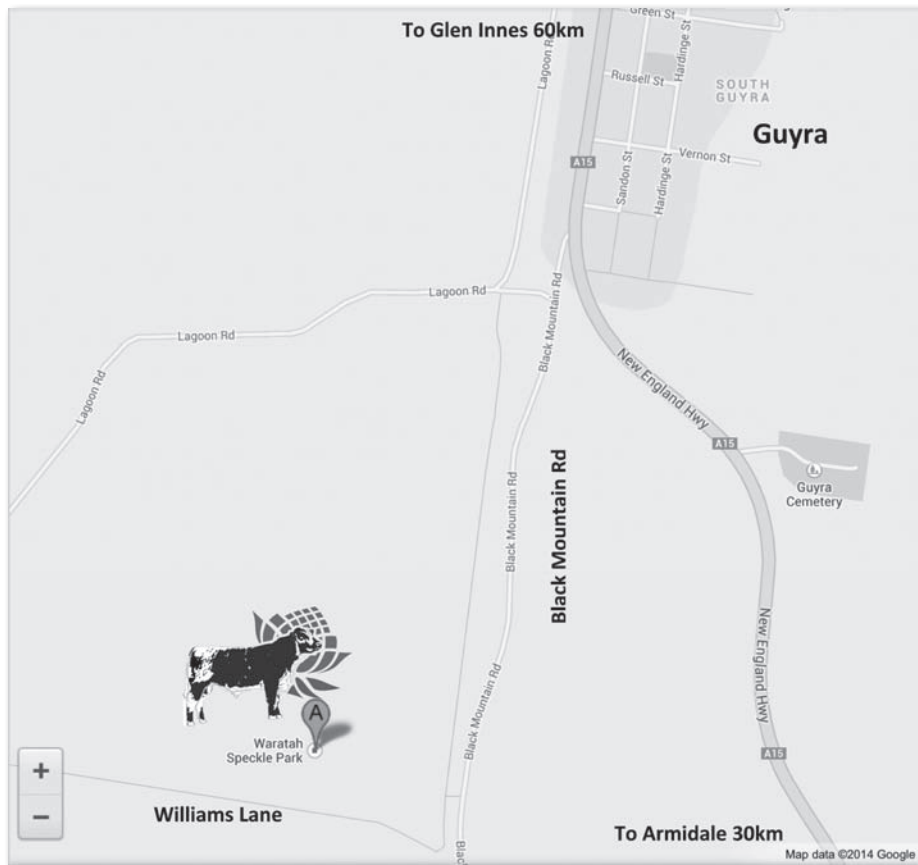 To Glen Innes 60km
Green St
Lagoon Rd
Hardinge St
Russell St
SOUTH
GUYRA
Guyra
A15
Vernon St
Sandon St
Hardinge St
Lagoon Rd
Lagoon Rd
Lagoon Rd
Black Mountain Rd
New England Hwy
A15
Guyra
Cemetery
Black Mountain Rd
Black Mountain Rd
New England Hwy
Black Mountain Rd
A
Waratah
Speckle Park
A15
+
−
Williams Lane
To Armidale 30km
Blac
Map data ©2014 Google